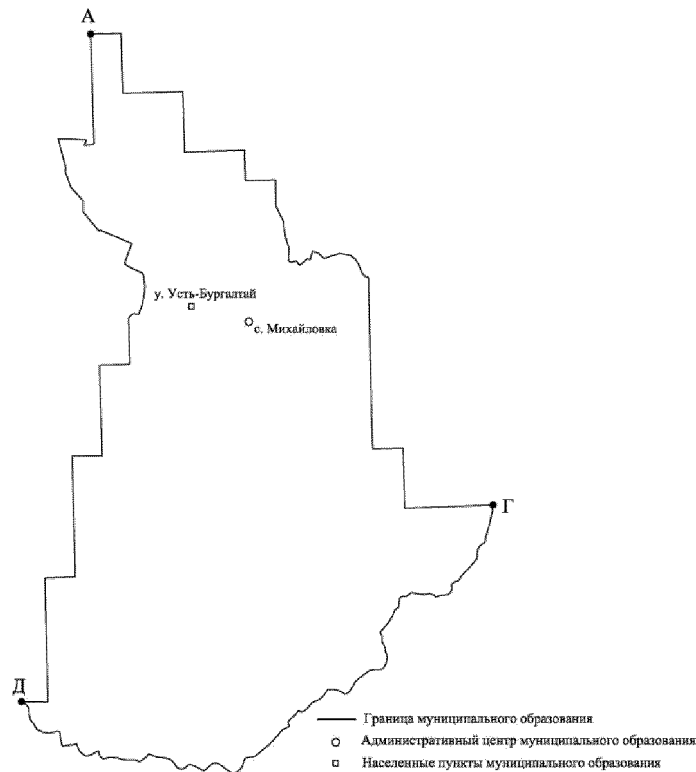 А
у. Усть-Бургалтай
с. Михайловка
Г
Д
Граница муниципального образования
Административный центр муниципального образования
Населенные пункты муниципального образования